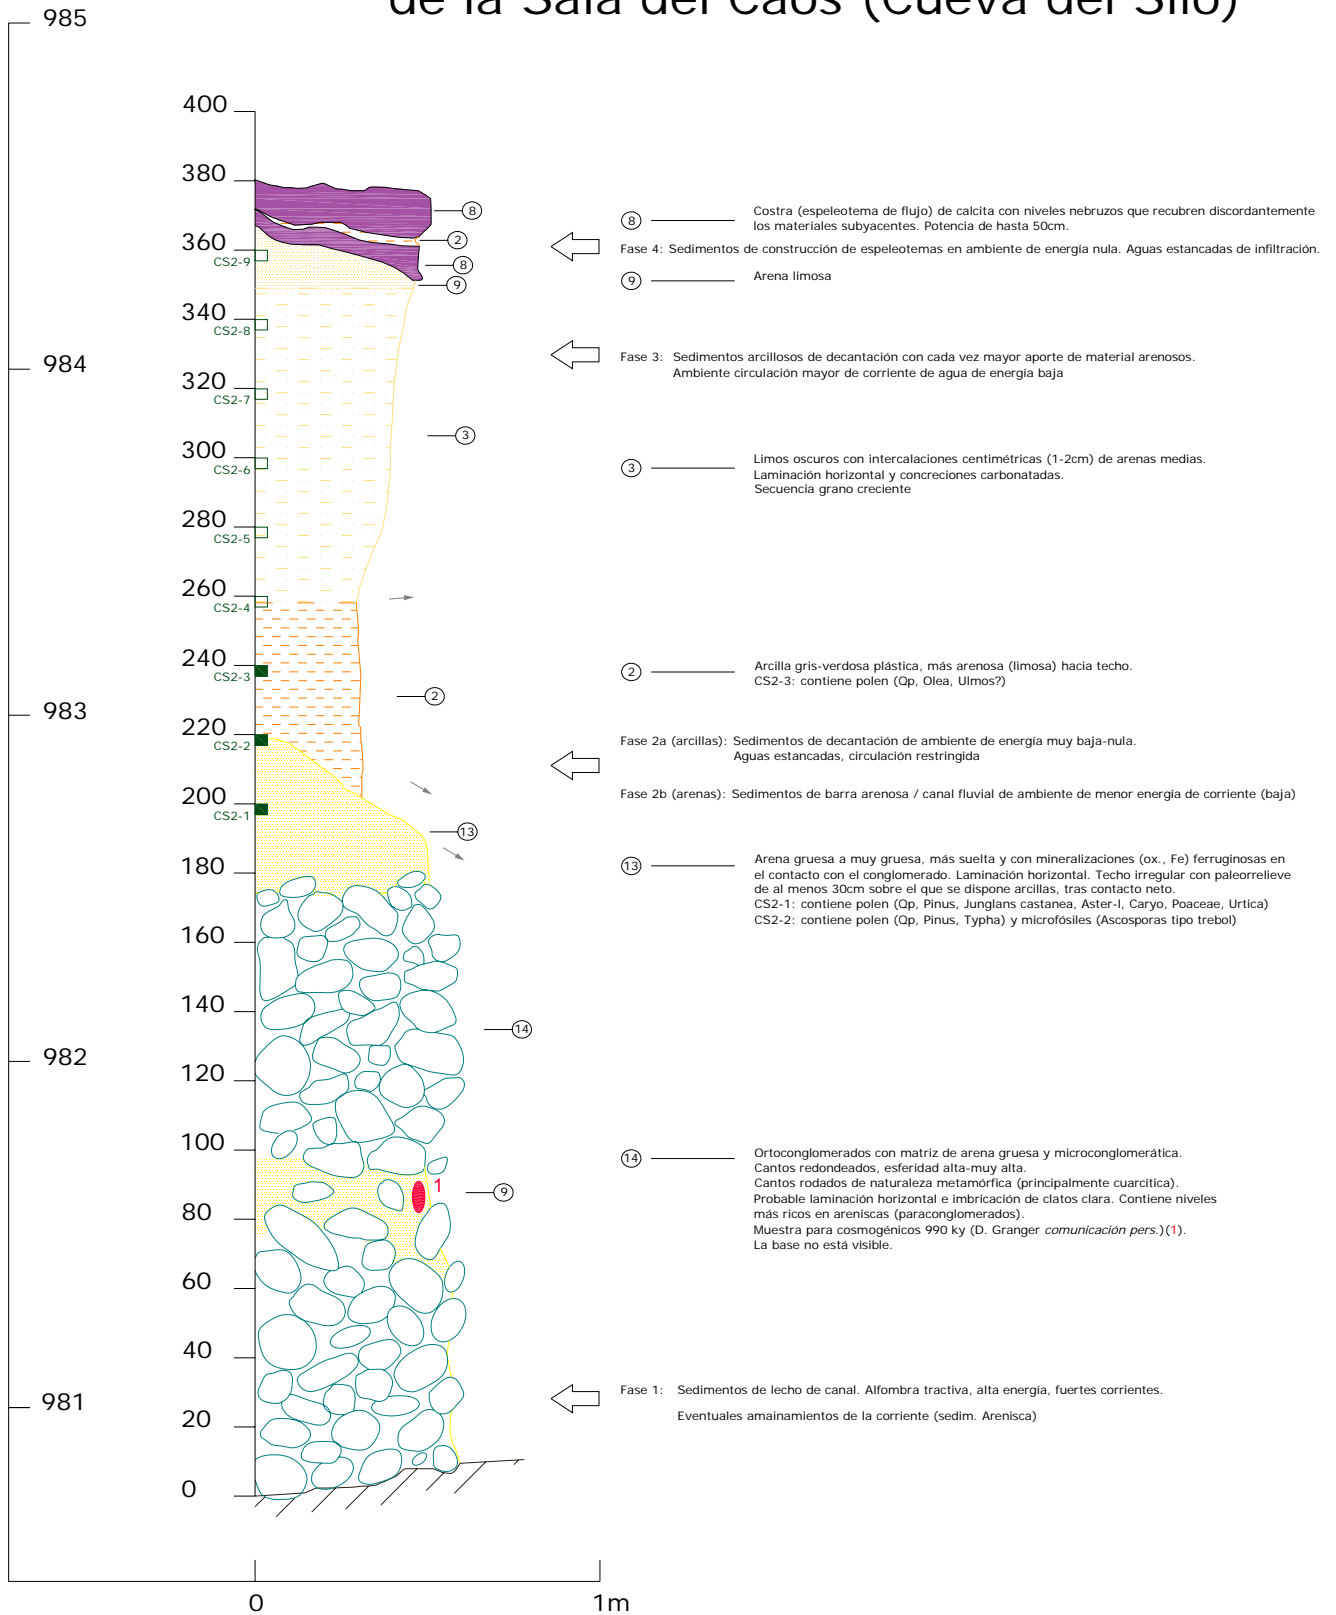 de la Sala del Caos (Cueva del Silo)
985
984
983
982
981
400
380
360
340
320
300
280
260
240
220
200
180
160
140
120
100
80
60
40
20
0
CS2-9
CS2-8
CS2-7
CS2-6
CS2-5
CS2-4
CS2-3
CS2-2
CS2-1
8
2
8
9
3
2
13
14
1
9
0
1m
8 Costra (espeleotema de flujo) de calcita con niveles nebruzos que recubren discordantemente
los materiales subyacentes. Potencia de hasta 50cm.
Fase 4: Sedimentos de construcción de espeleotemas en ambiente de energía nula. Aguas estancadas de infiltración.
9 Arena limosa
Fase 3: Sedimentos arcillosos de decantación con cada vez mayor aporte de material arenosos.
Ambiente circulación mayor de corriente de agua de energía baja
3 Limos oscuros con intercalaciones centimétricas (1-2cm) de arenas medias.
Laminación horizontal y concreciones carbonatadas.
Secuencia grano creciente
2 Arcilla gris-verdosa plástica, más arenosa (limosa) hacia techo.
CS2-3: contiene polen (Qp, Olea, Ulmos?)
Fase 2a (arcillas): Sedimentos de decantación de ambiente de energía muy baja-nula.
Aguas estancadas, circulación restringida
Fase 2b (arenas): Sedimentos de barra arenosa / canal fluvial de ambiente de menor energía de corriente (baja)
13 Arena gruesa a muy gruesa, más suelta y con mineralizaciones (ox., Fe) ferruginosas en
el contacto con el conglomerado. Laminación horizontal. Techo irregular con paleorrelieve
de al menos 30cm sobre el que se dispone arcillas, tras contacto neto.
CS2-1: contiene polen (Qp, Pinus, Junglans castanea, Aster-l, Caryo, Poaceae, Urtica)
CS2-2: contiene polen (Qp, Pinus, Typha) y microfósiles (Ascosporas tipo trebol)
14 Ortoconglomerados con matriz de arena gruesa y microconglomerática.
Cantos redondeados, esferidad alta-muy alta.
Cantos rodados de naturaleza metamórfica (principalmente cuarcítica).
Probable laminación horizontal e imbricación de clatos clara. Contiene niveles
más ricos en areniscas (paraconglomerados).
Muestra para cosmogénicos 990 ky (D. Granger comunicación pers.)(1).
La base no está visible.
Fase 1: Sedimentos de lecho de canal. Alfombra tractiva, alta energía, fuertes corrientes.
Eventuales amainamientos de la corriente (sedim. Arenisca)